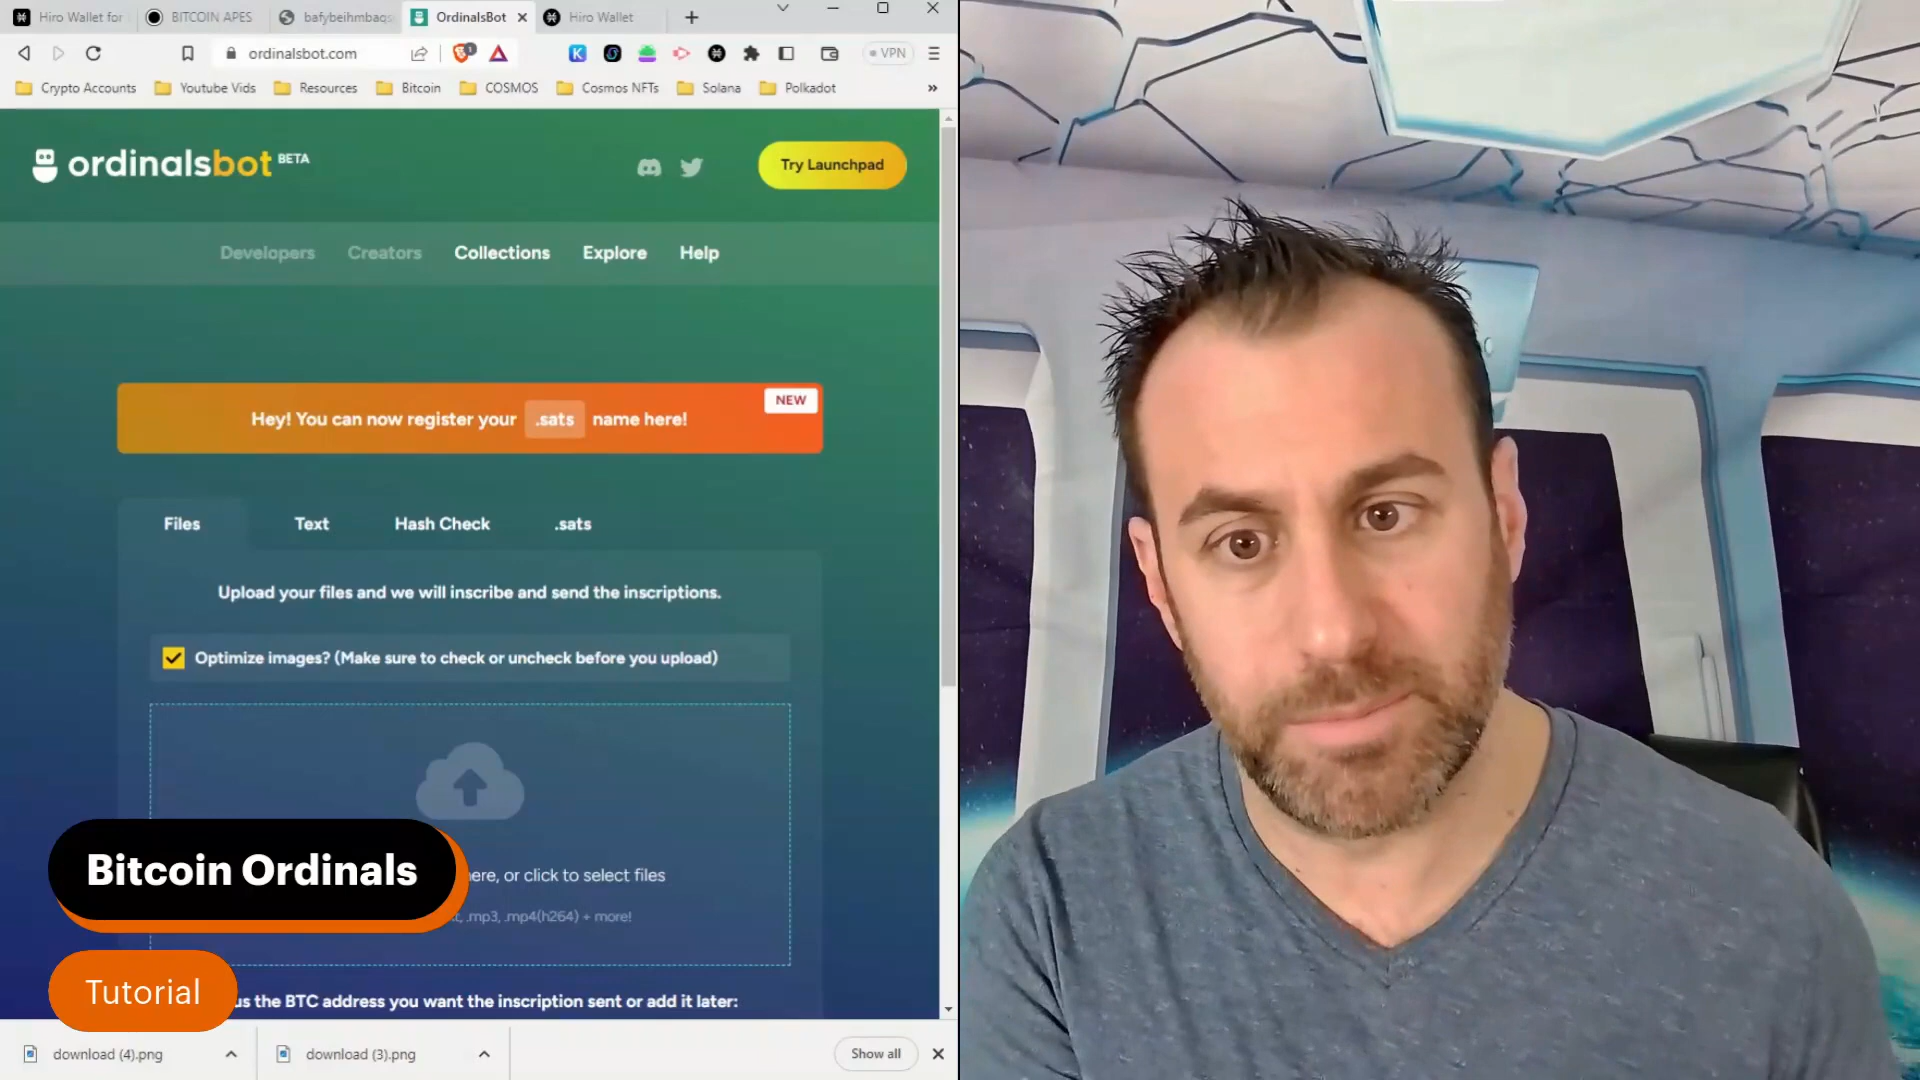 Hiro Wallet for
BITCOIN APES
bafybeihmbaqs
OrdinalsBot
Hiro Wallet
ordinalsbot.com
1
K
VPN
Crypto Accounts
Youtube Vids
Resources
Bitcoin
COSMOS
Cosmos NFTs
Solana
Polkadot
ordinalsbot BETA
Try Launchpad
Developers
Creators
Collections
Explore
Help
NEW
Hey! You can now register your .sats name here!
Files
Text
Hash Check
.sats
Upload your files and we will inscribe and send the inscriptions.
Optimize images? (Make sure to check or uncheck before you upload)
Bitcoin Ordinals
here, or click to select files
.mp3, .mp4(h264) + more!
Tutorial
us the BTC address you want the inscription sent or add it later:
download (4).png
download (3).png
Show all